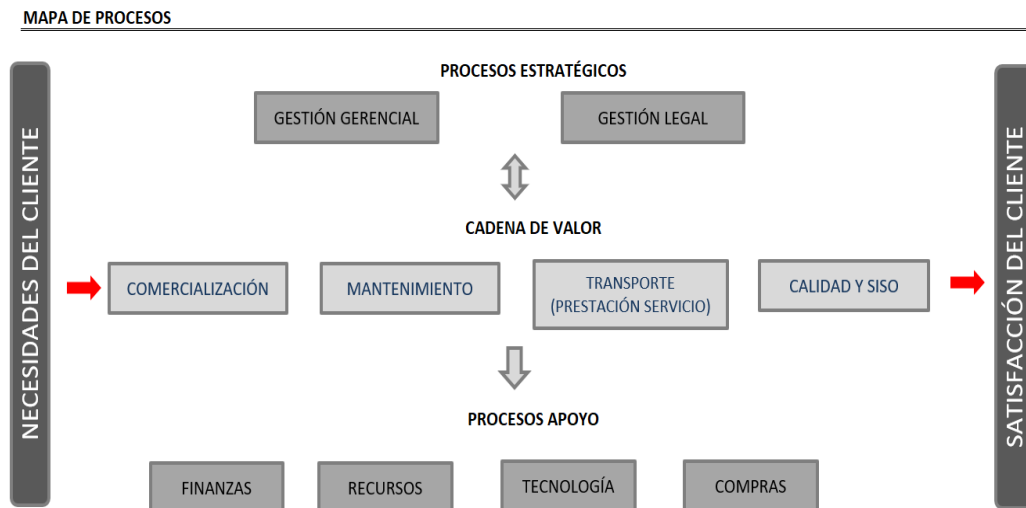 MAPA DE PROCESOS
NECESIDADES DEL CLIENTE
PROCESOS ESTRATÉGICOS
GESTIÓN GERENCIAL
GESTIÓN LEGAL
CADENA DE VALOR
COMERCIALIZACIÓN
MANTENIMIENTO
TRANSPORTE
(PRESTACIÓN SERVICIO)
CALIDAD Y SISO
PROCESOS APOYO
FINANZAS
RECURSOS
TECNOLOGÍA
COMPRAS
SATISFACCIÓN DEL CLIENTE